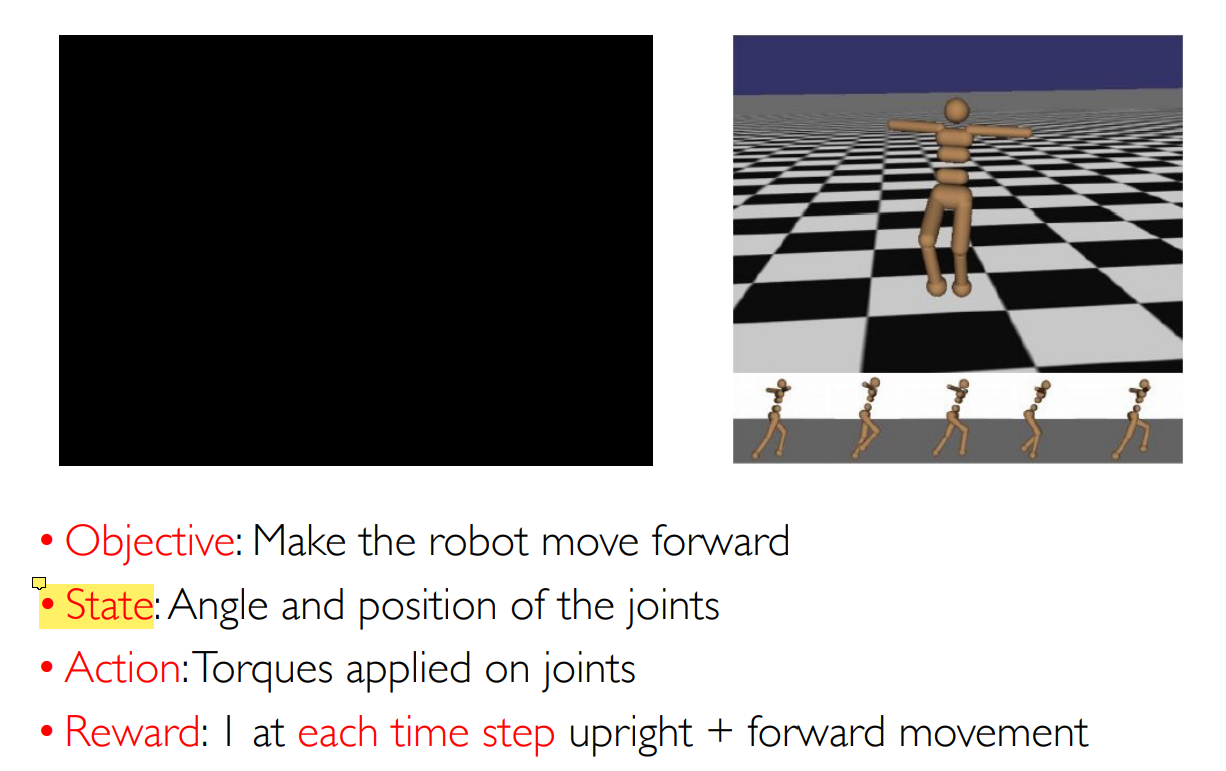 • Objective: Make the robot move forward
• State: Angle and position of the joints
• Action: Torques applied on joints
• Reward: 1 at each time step upright + forward movement